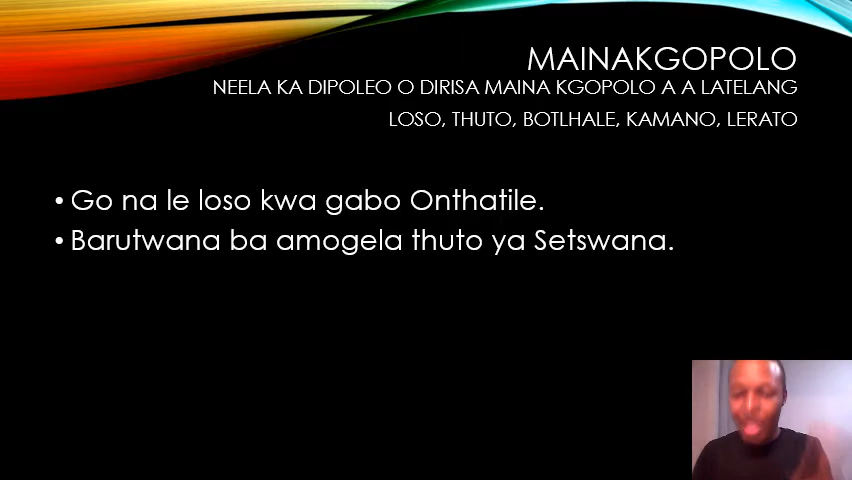 MAINAKGOPOLO
NEELA KA DIPOLEO O DIRISA MAINA KGOPOLO A A LATELANG
LOSO, THUTO, BOTLHALE, KAMANO, LERATO
• Go na le loso kwa gabo Onthatile.
• Barutwana ba amogela thuto ya Setswana.